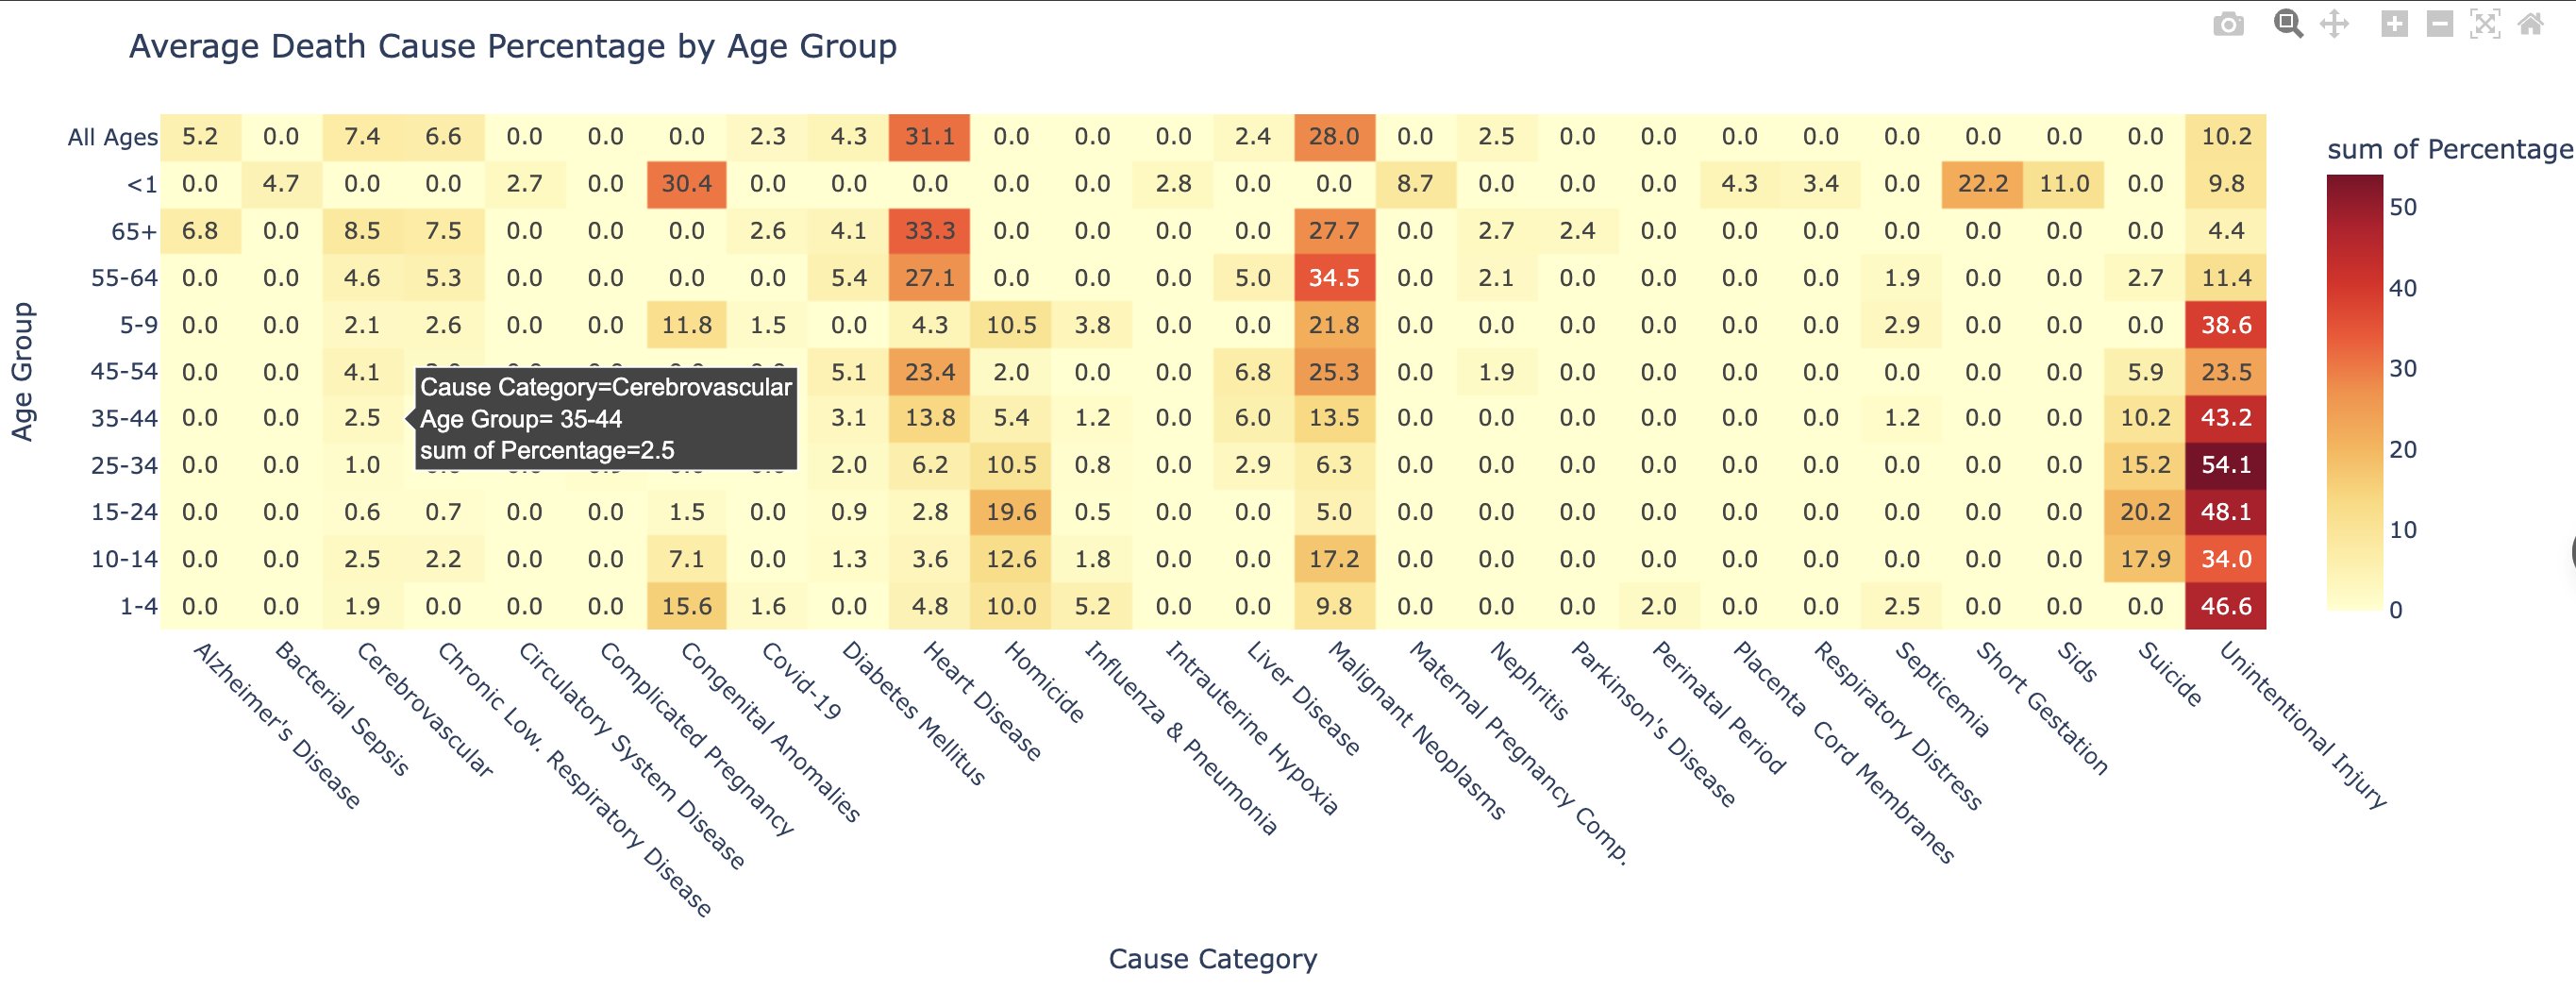 Average Death Cause Percentage by Age Group
All Ages 5.2 0.0 7.4 6.6 0.0 0.0 0.0 2.3 4.3 31.1 0.0 0.0 0.0 2.4 28.0 0.0 2.5 0.0 0.0 0.0 0.0 0.0 0.0 0.0 0.0 10.2
<1 0.0 4.7 0.0 0.0 2.7 0.0 30.4 0.0 0.0 0.0 0.0 0.0 2.8 0.0 0.0 8.7 0.0 0.0 0.0 4.3 3.4 0.0 22.2 11.0 0.0 9.8
65+ 6.8 0.0 8.5 7.5 0.0 0.0 0.0 2.6 4.1 33.3 0.0 0.0 0.0 0.0 27.7 0.0 2.7 2.4 0.0 0.0 0.0 0.0 0.0 0.0 0.0 4.4
55-64 0.0 0.0 4.6 5.3 0.0 0.0 0.0 0.0 5.4 27.1 0.0 0.0 0.0 5.0 34.5 0.0 2.1 0.0 0.0 0.0 0.0 1.9 0.0 0.0 2.7 11.4
5-9 0.0 0.0 2.1 2.6 0.0 0.0 11.8 1.5 0.0 4.3 10.5 3.8 0.0 0.0 21.8 0.0 0.0 0.0 0.0 0.0 0.0 2.9 0.0 0.0 0.0 38.6
45-54 0.0 0.0 4.1 5.1 23.4 2.0 0.0 0.0 6.8 25.3 0.0 1.9 0.0 0.0 0.0 0.0 0.0 0.0 0.0 5.9 23.5
35-44 0.0 0.0 2.5 3.1 13.8 5.4 1.2 0.0 6.0 13.5 0.0 0.0 0.0 0.0 0.0 0.0 1.2 0.0 0.0 10.2 43.2
25-34 0.0 0.0 1.0 2.0 6.2 10.5 0.8 0.0 2.9 6.3 0.0 0.0 0.0 0.0 0.0 0.0 0.0 0.0 0.0 15.2 54.1
15-24 0.0 0.0 0.6 0.7 0.0 0.0 1.5 0.0 0.9 2.8 19.6 0.5 0.0 0.0 5.0 0.0 0.0 0.0 0.0 0.0 0.0 0.0 0.0 0.0 20.2 48.1
10-14 0.0 0.0 2.5 2.2 0.0 0.0 7.1 0.0 1.3 3.6 12.6 1.8 0.0 0.0 17.2 0.0 0.0 0.0 0.0 0.0 0.0 0.0 0.0 0.0 17.9 34.0
1-4 0.0 0.0 1.9 0.0 0.0 0.0 15.6 1.6 0.0 4.8 10.0 5.2 0.0 0.0 9.8 0.0 0.0 0.0 2.0 0.0 0.0 2.5 0.0 0.0 0.0 46.6
Cause Category=Cerebrovascular
Age Group= 35-44
sum of Percentage=2.5
Age Group
Alzheimer's Disease
Bacterial Sepsis
Cerebrovascular
Chronic Low. Respiratory Disease
Circulatory System Disease
Complicated Pregnancy
Congenital Anomalies
Covid-19
Diabetes Mellitus
Heart Disease
Homicide
Influenza & Pneumonia
Intrauterine Hypoxia
Liver Disease
Malignant Neoplasms
Maternal Pregnancy Comp.
Nephritis
Parkinson's Disease
Perinatal Period
Placenta  Cord Membranes
Respiratory Distress
Septicemia
Short Gestation
Sids
Suicide
Unintentional Injury
Cause Category
sum of Percentage
50
40
30
20
10
0